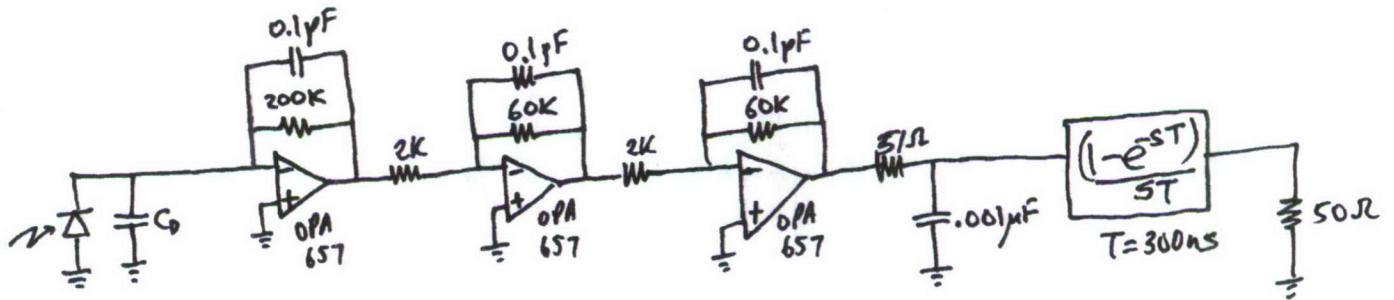 0.1pF
200K
OPA
657
CD
2K
0.1pF
60K
OPA
657
2K
0.1pF
60K
OPA
657
51Ω
.001μF
(1-e^-ST)
ST
T=300ns
50Ω